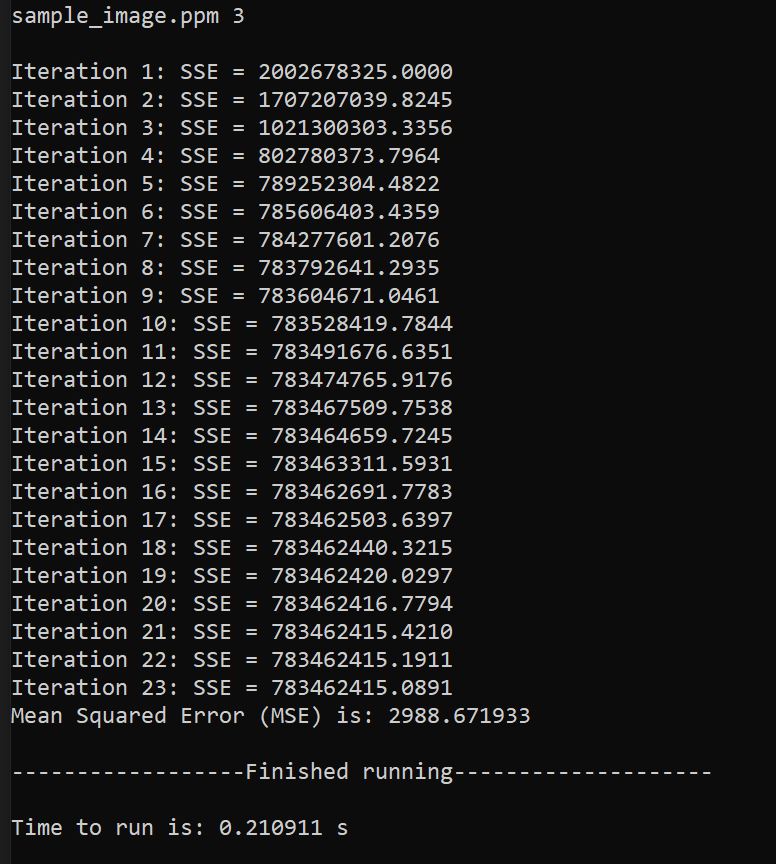 sample_image.ppm 3
Iteration 1: SSE = 2002678325.0000
Iteration 2: SSE = 1707207039.8245
Iteration 3: SSE = 1021300303.3356
Iteration 4: SSE = 802780373.7964
Iteration 5: SSE = 789252304.4822
Iteration 6: SSE = 785606403.4359
Iteration 7: SSE = 784277601.2076
Iteration 8: SSE = 783792641.2935
Iteration 9: SSE = 783604671.0461
Iteration 10: SSE = 783528419.7844
Iteration 11: SSE = 783491676.6351
Iteration 12: SSE = 783474765.9176
Iteration 13: SSE = 783467509.7538
Iteration 14: SSE = 783464659.7245
Iteration 15: SSE = 783463311.5931
Iteration 16: SSE = 783462691.7783
Iteration 17: SSE = 783462503.6397
Iteration 18: SSE = 783462440.3215
Iteration 19: SSE = 783462420.0297
Iteration 20: SSE = 783462416.7794
Iteration 21: SSE = 783462415.4210
Iteration 22: SSE = 783462415.1911
Iteration 23: SSE = 783462415.0891
Mean Squared Error (MSE) is: 2988.671933
------------------Finished running--------------------
Time to run is: 0.210911 s